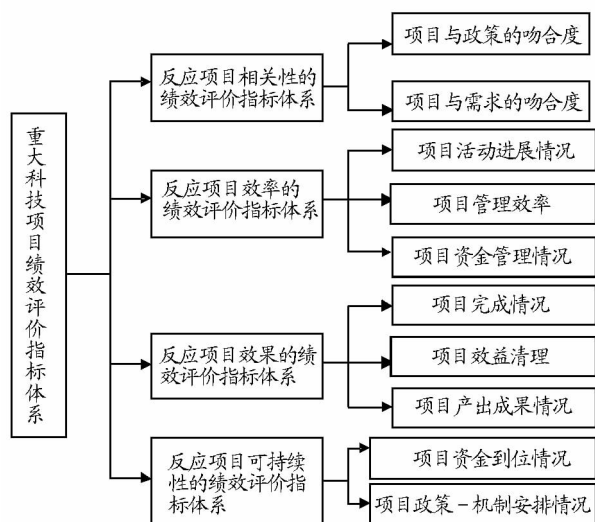 重大科技项目绩效评价指标体系
反应项目相关性的
绩效评价指标体系
项目与政策的吻合度
项目与需求的吻合度
反应项目效率的
绩效评价指标体系
项目活动进展情况
项目管理效率
项目资金管理情况
反应项目效果的绩
效评价指标体系
项目完成情况
项目效益清理
项目产出成果情况
反应项目可持续
性的绩效评价指
标体系
项目资金到位情况
项目政策－机制安排情况